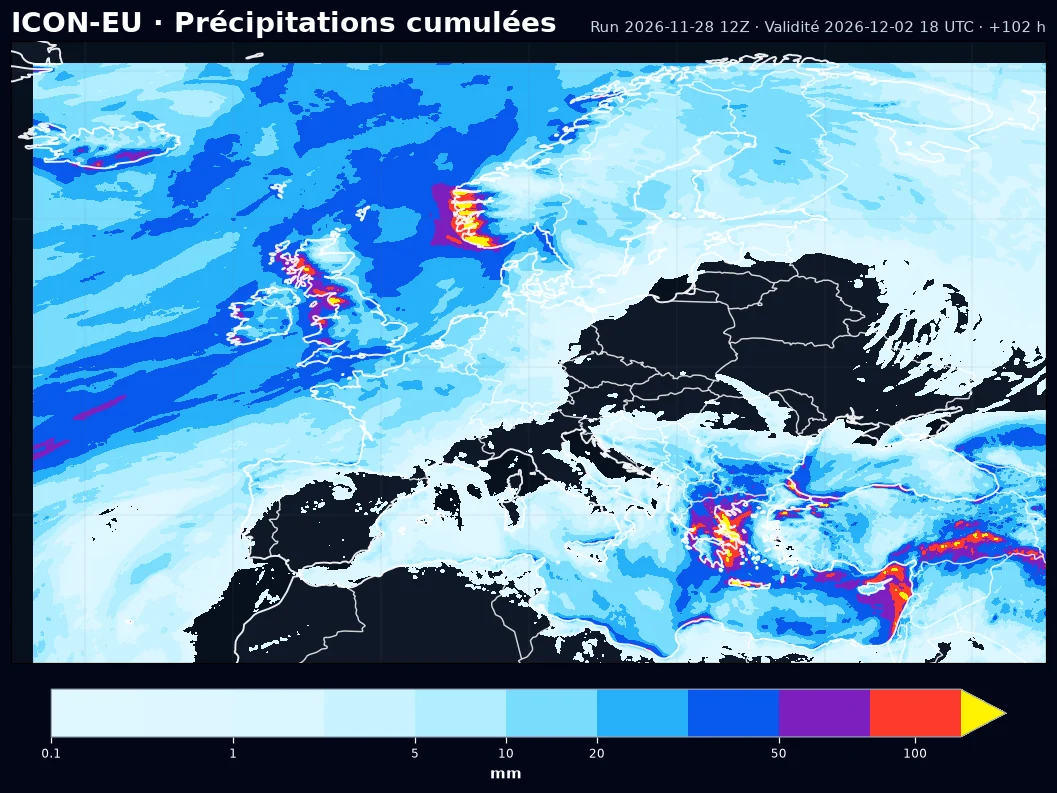 ICON-EU · Précipitations cumulées
Run 2026-11-28 12Z · Validité 2026-12-02 18 UTC · +102 h
0.1 1 5 10 20 50 100
mm